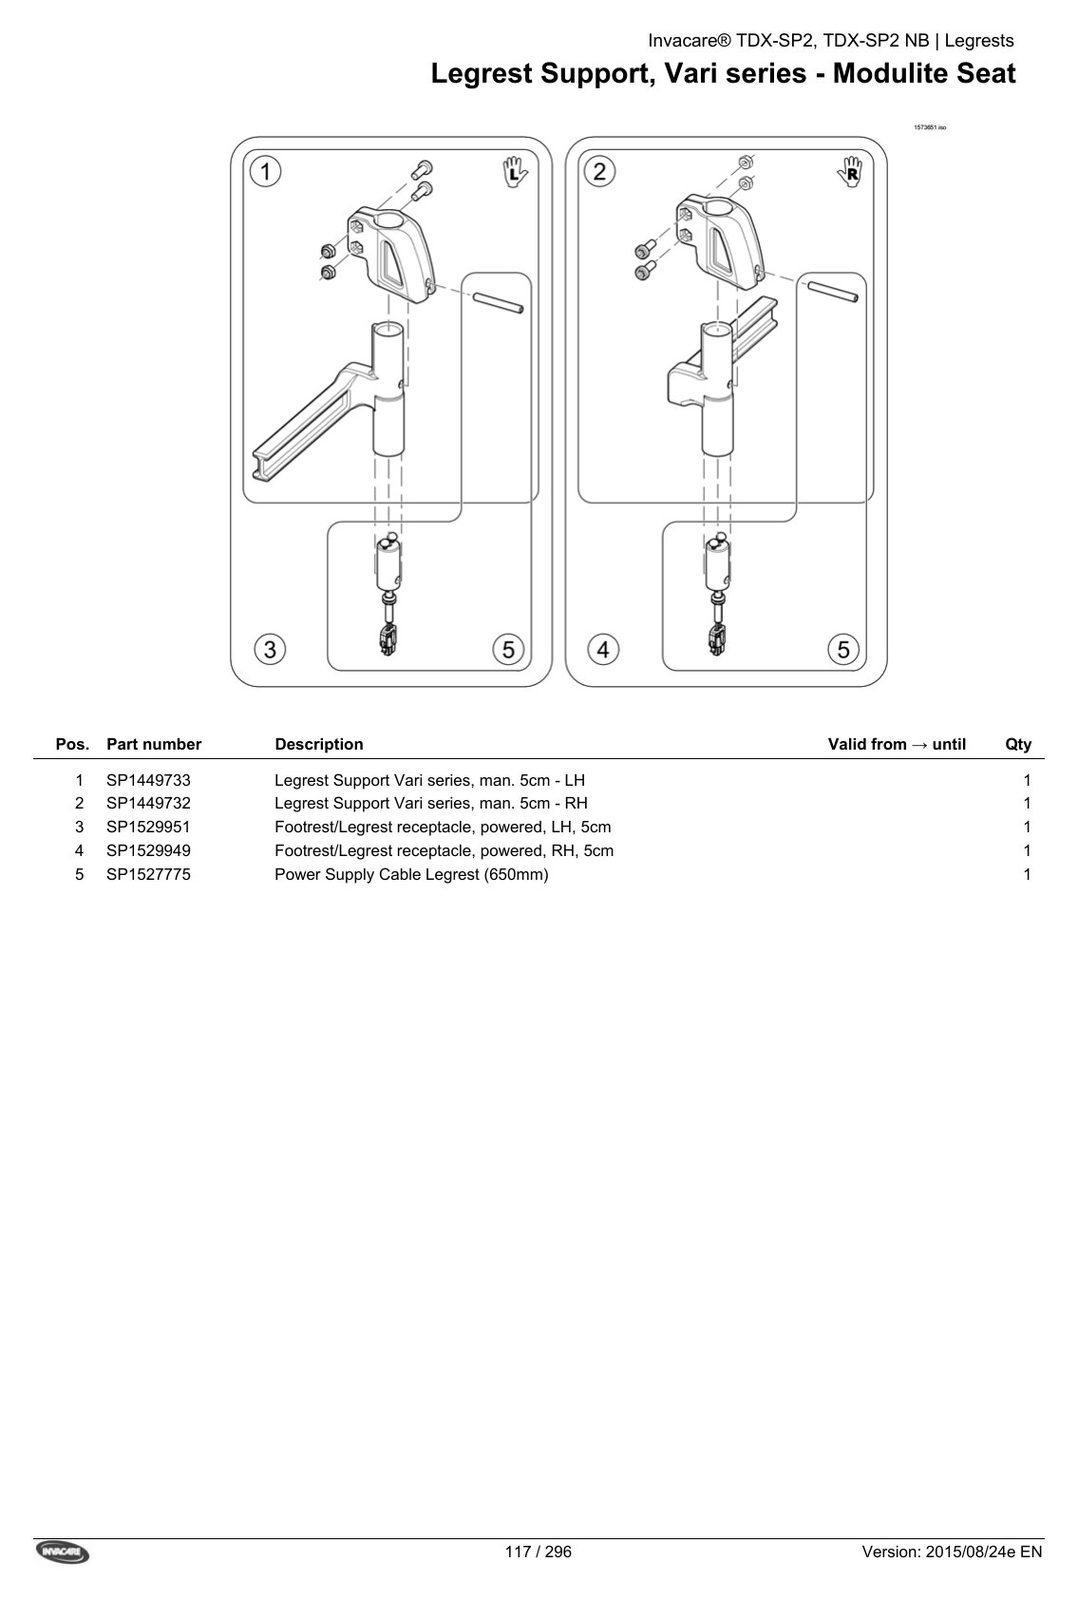 Invacare® TDX-SP2, TDX-SP2 NB | Legrests
Legrest Support, Vari series - Modulite Seat
1573651.iso
1
L
2
R
3
5
4
5
Pos. Part number Description Valid from → until Qty
1 SP1449733 Legrest Support Vari series, man. 5cm - LH 1
2 SP1449732 Legrest Support Vari series, man. 5cm - RH 1
3 SP1529951 Footrest/Legrest receptacle, powered, LH, 5cm 1
4 SP1529949 Footrest/Legrest receptacle, powered, RH, 5cm 1
5 SP1527775 Power Supply Cable Legrest (650mm) 1
INVACARE 117 / 296 Version: 2015/08/24e EN